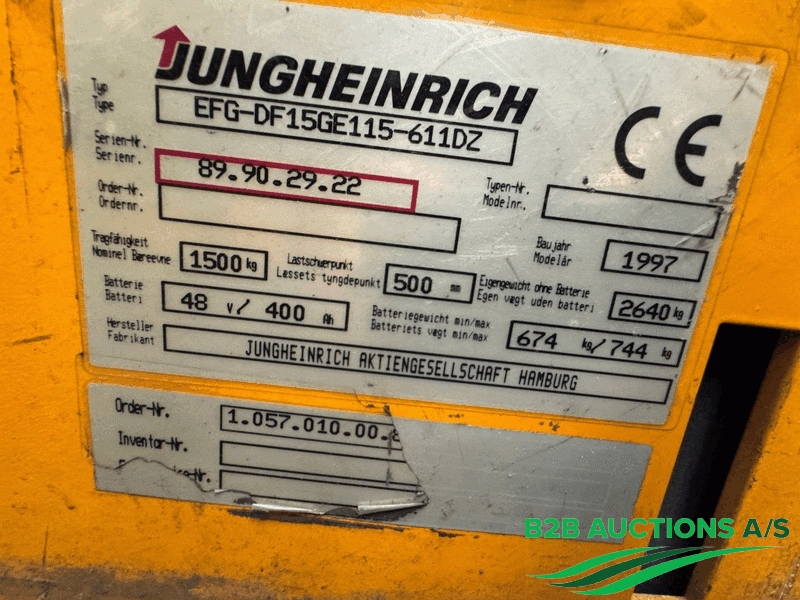 JUNGHEINRICH
Typ
Type
EFG-DF15GE115-611DZ
CE
Serien-Nr.
Serienr.
89.90.29.22
Typen-Nr.
Modelnr.
Order-Nr.
Ordernr.
Baujahr
Modelår
1997
Tragfähigkeit
Nominel Bæreevne
1500 kg
Lastschwerpunkt
Læssets tyngdepunkt
500 mm
Eigengewicht ohne Batterie
Egen vægt uden batteri
2640 kg
Batterie
Batteri
48 V/ 400 Ah
Batteriegewicht min/max
Batteriets vægt min/max
674 kg/ 744 kg
Hersteller
Fabrikant
JUNGHEINRICH AKTIENGESELLSCHAFT HAMBURG
Order-Nr.
1.057.010.00.
Inventar-Nr.
B2B AUCTIONS A/S